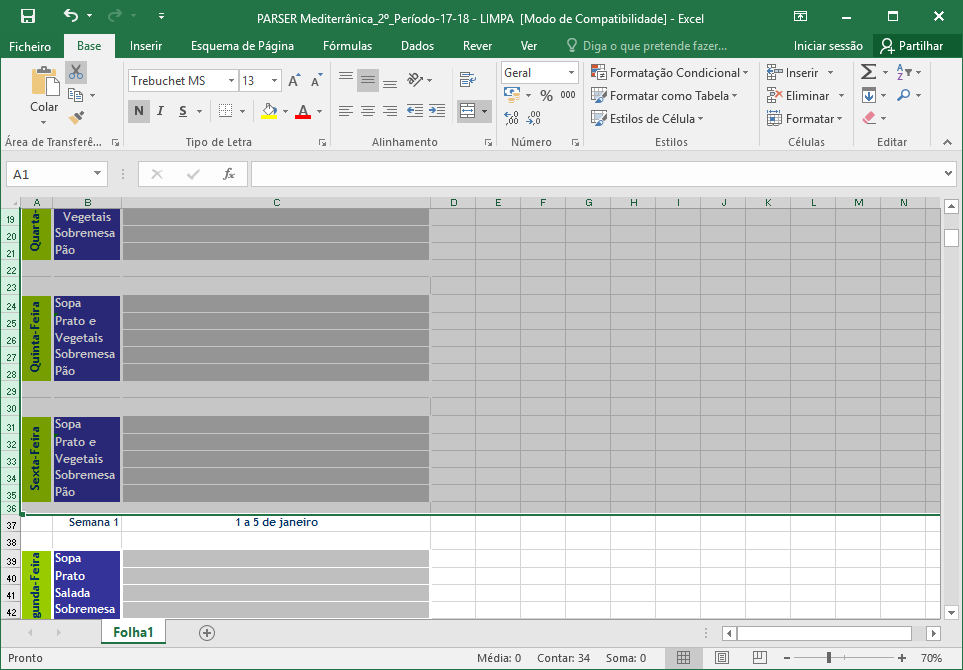 PARSER Mediterrânica_2º_Período-17-18 - LIMPA [Modo de Compatibilidade] - Excel
Ficheiro Base Inserir Esquema de Página Fórmulas Dados Rever Ver Diga o que pretende fazer... Iniciar sessão Partilhar
Colar
Trebuchet MS 13
N I S
Geral
% 000
Formatação Condicional
Formatar como Tabela
Estilos de Célula
Inserir
Eliminar
Formatar
Área de Transferê... Tipo de Letra Alinhamento Número Estilos Células Editar
A1 fx
A B C D E F G H I J K L M N
19 Quarta- Vegetais
20 Sobremesa
21 Pão
22
23
24 Quinta-Feira Sopa
25 Prato e
26 Vegetais
27 Sobremesa
28 Pão
29
30
31 Sexta-Feira Sopa
32 Prato e
33 Vegetais
34 Sobremesa
35 Pão
36
37 Semana 1 1 a 5 de janeiro
38
39 gunda-Feira Sopa
40 Prato
41 Salada
42 Sobremesa
Folha1
Pronto Média: 0 Contar: 34 Soma: 0 70%